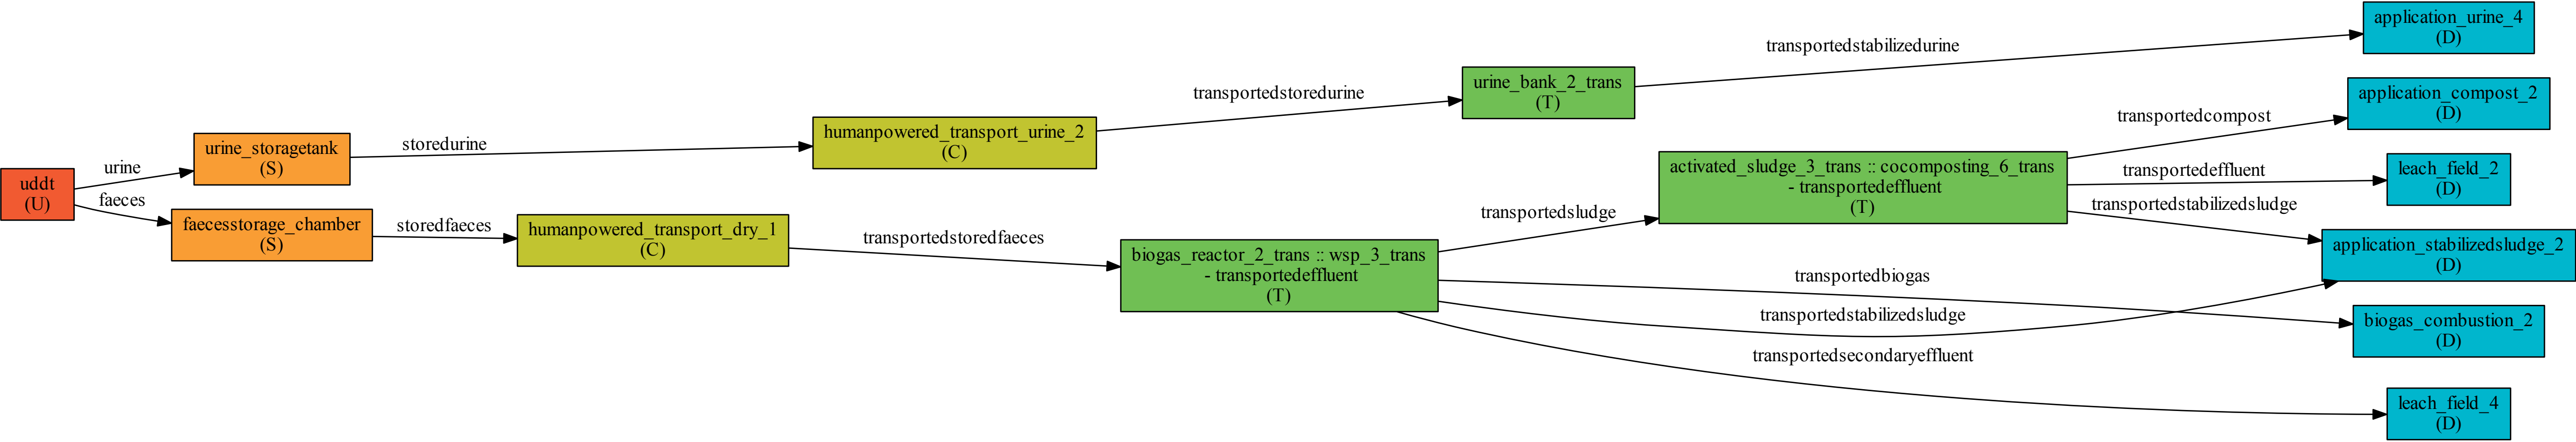 uddt
(U)
urine
faeces
urine_storagetank
(S)
faecesstorage_chamber
(S)
storedurine
storedfaeces
humanpowered_transport_dry_1
(C)
humanpowered_transport_urine_2
(C)
transportedstoredfaeces
transportedstoredurine
biogas_reactor_2_trans :: wsp_3_trans
- transportedeffluent
(T)
urine_bank_2_trans
(T)
transportedsludge
activated_sludge_3_trans :: cocomposting_6_trans
- transportedeffluent
(T)
transportedstabilizedurine
transportedcompost
transportedeffluent
transportedstabilizedsludge
transportedbiogas
transportedstabilizedsludge
transportedsecondaryeffluent
application_urine_4
(D)
application_compost_2
(D)
leach_field_2
(D)
application_stabilizedsludge_2
(D)
biogas_combustion_2
(D)
leach_field_4
(D)